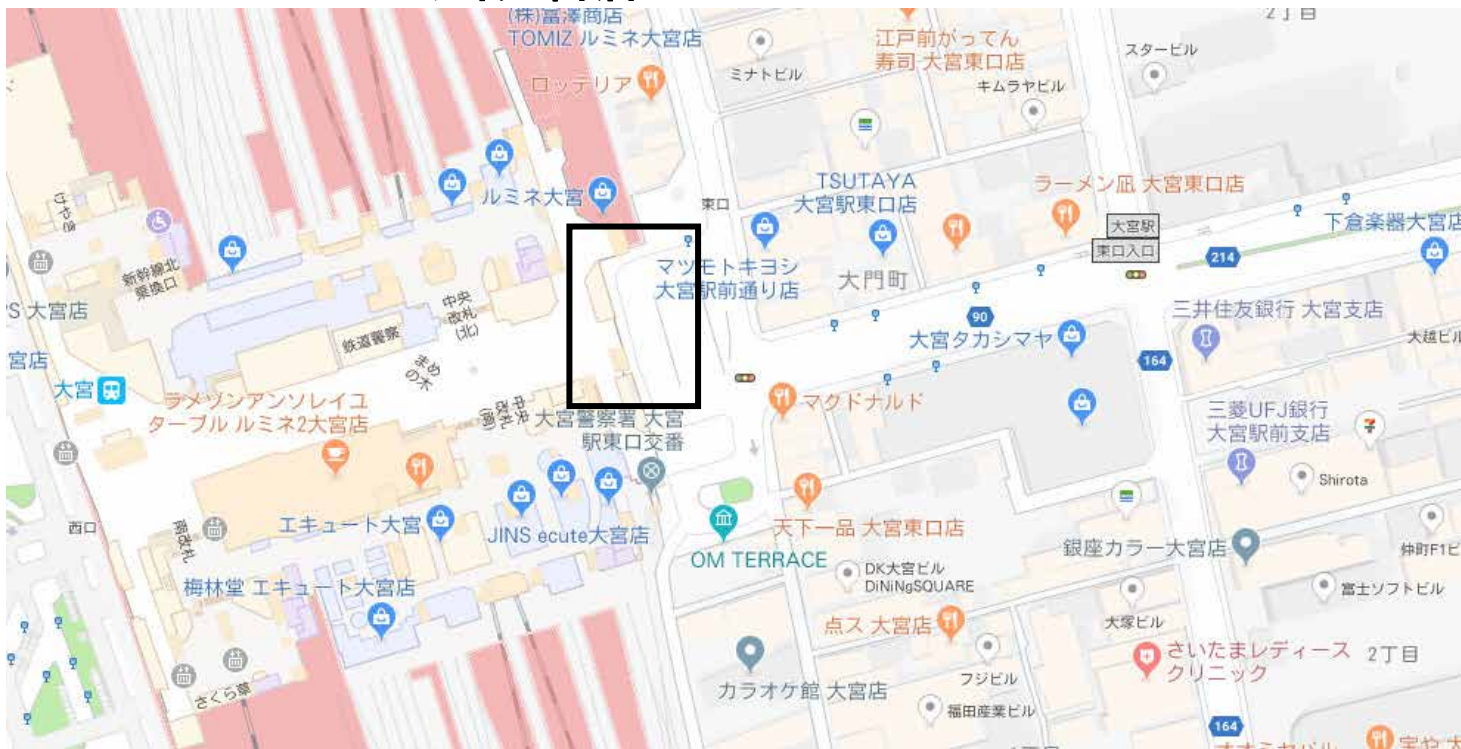 (株)富澤商店
TOMIZ ルミネ大宮店
ロッテリア
ミナトビル
江戸前がってん
寿司 大宮東口店
キムラヤビル
2丁目
スタービル
ルミネ大宮
東口
TSUTAYA
大宮駅東口店
ラーメン凪 大宮東口店
大宮駅
東口入口
下倉楽器大宮店
214
新幹線北
乗換口
S 大宮店
宮店
中央
改札
(北)
鉄道警察
まめ
の木
マツモトキヨシ
大宮駅前通り店
大門町
90
大宮タカシマヤ
三井住友銀行 大宮支店
大越ビル
164
大宮
ラメゾンアンソレイユ
ターブル ルミネ2大宮店
中央
改札
(南)
大宮警察署 大宮
駅東口交番
マクドナルド
三菱UFJ銀行
大宮駅前支店
Shirota
西口
南改札
エキュート大宮
JINS ecute大宮店
OM TERRACE
天下一品 大宮東口店
銀座カラー大宮店
仲町F1ビ
梅林堂 エキュート大宮店
DK大宮ビル
DiNiNgSQUARE
富士ソフトビル
点ス 大宮店
大塚ビル
さいたまレディース
クリニック
2丁目
さくら草
カラオケ館 大宮店
フジビル
福田産業ビル
164